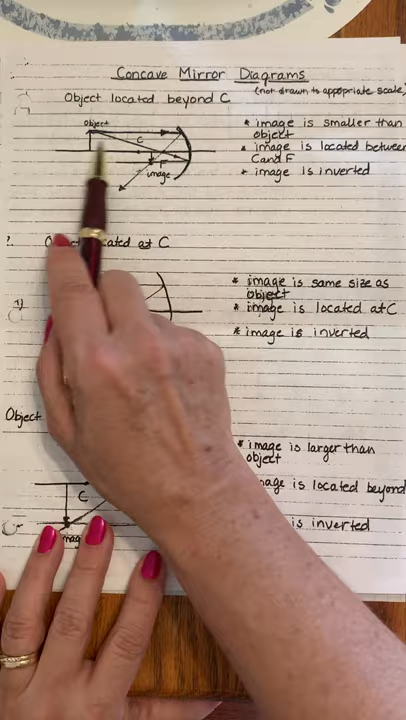 Concave Mirror Diagrams
(not drawn to appropriate scale)
Object located beyond C
object
C
F
image
* image is smaller than
object
* image is located between
C and F
* image is inverted
cated at C
* image is same size as
object
* image is located at C
* image is inverted
Object
* image is larger than
object
mage is located beyond
C
is inverted